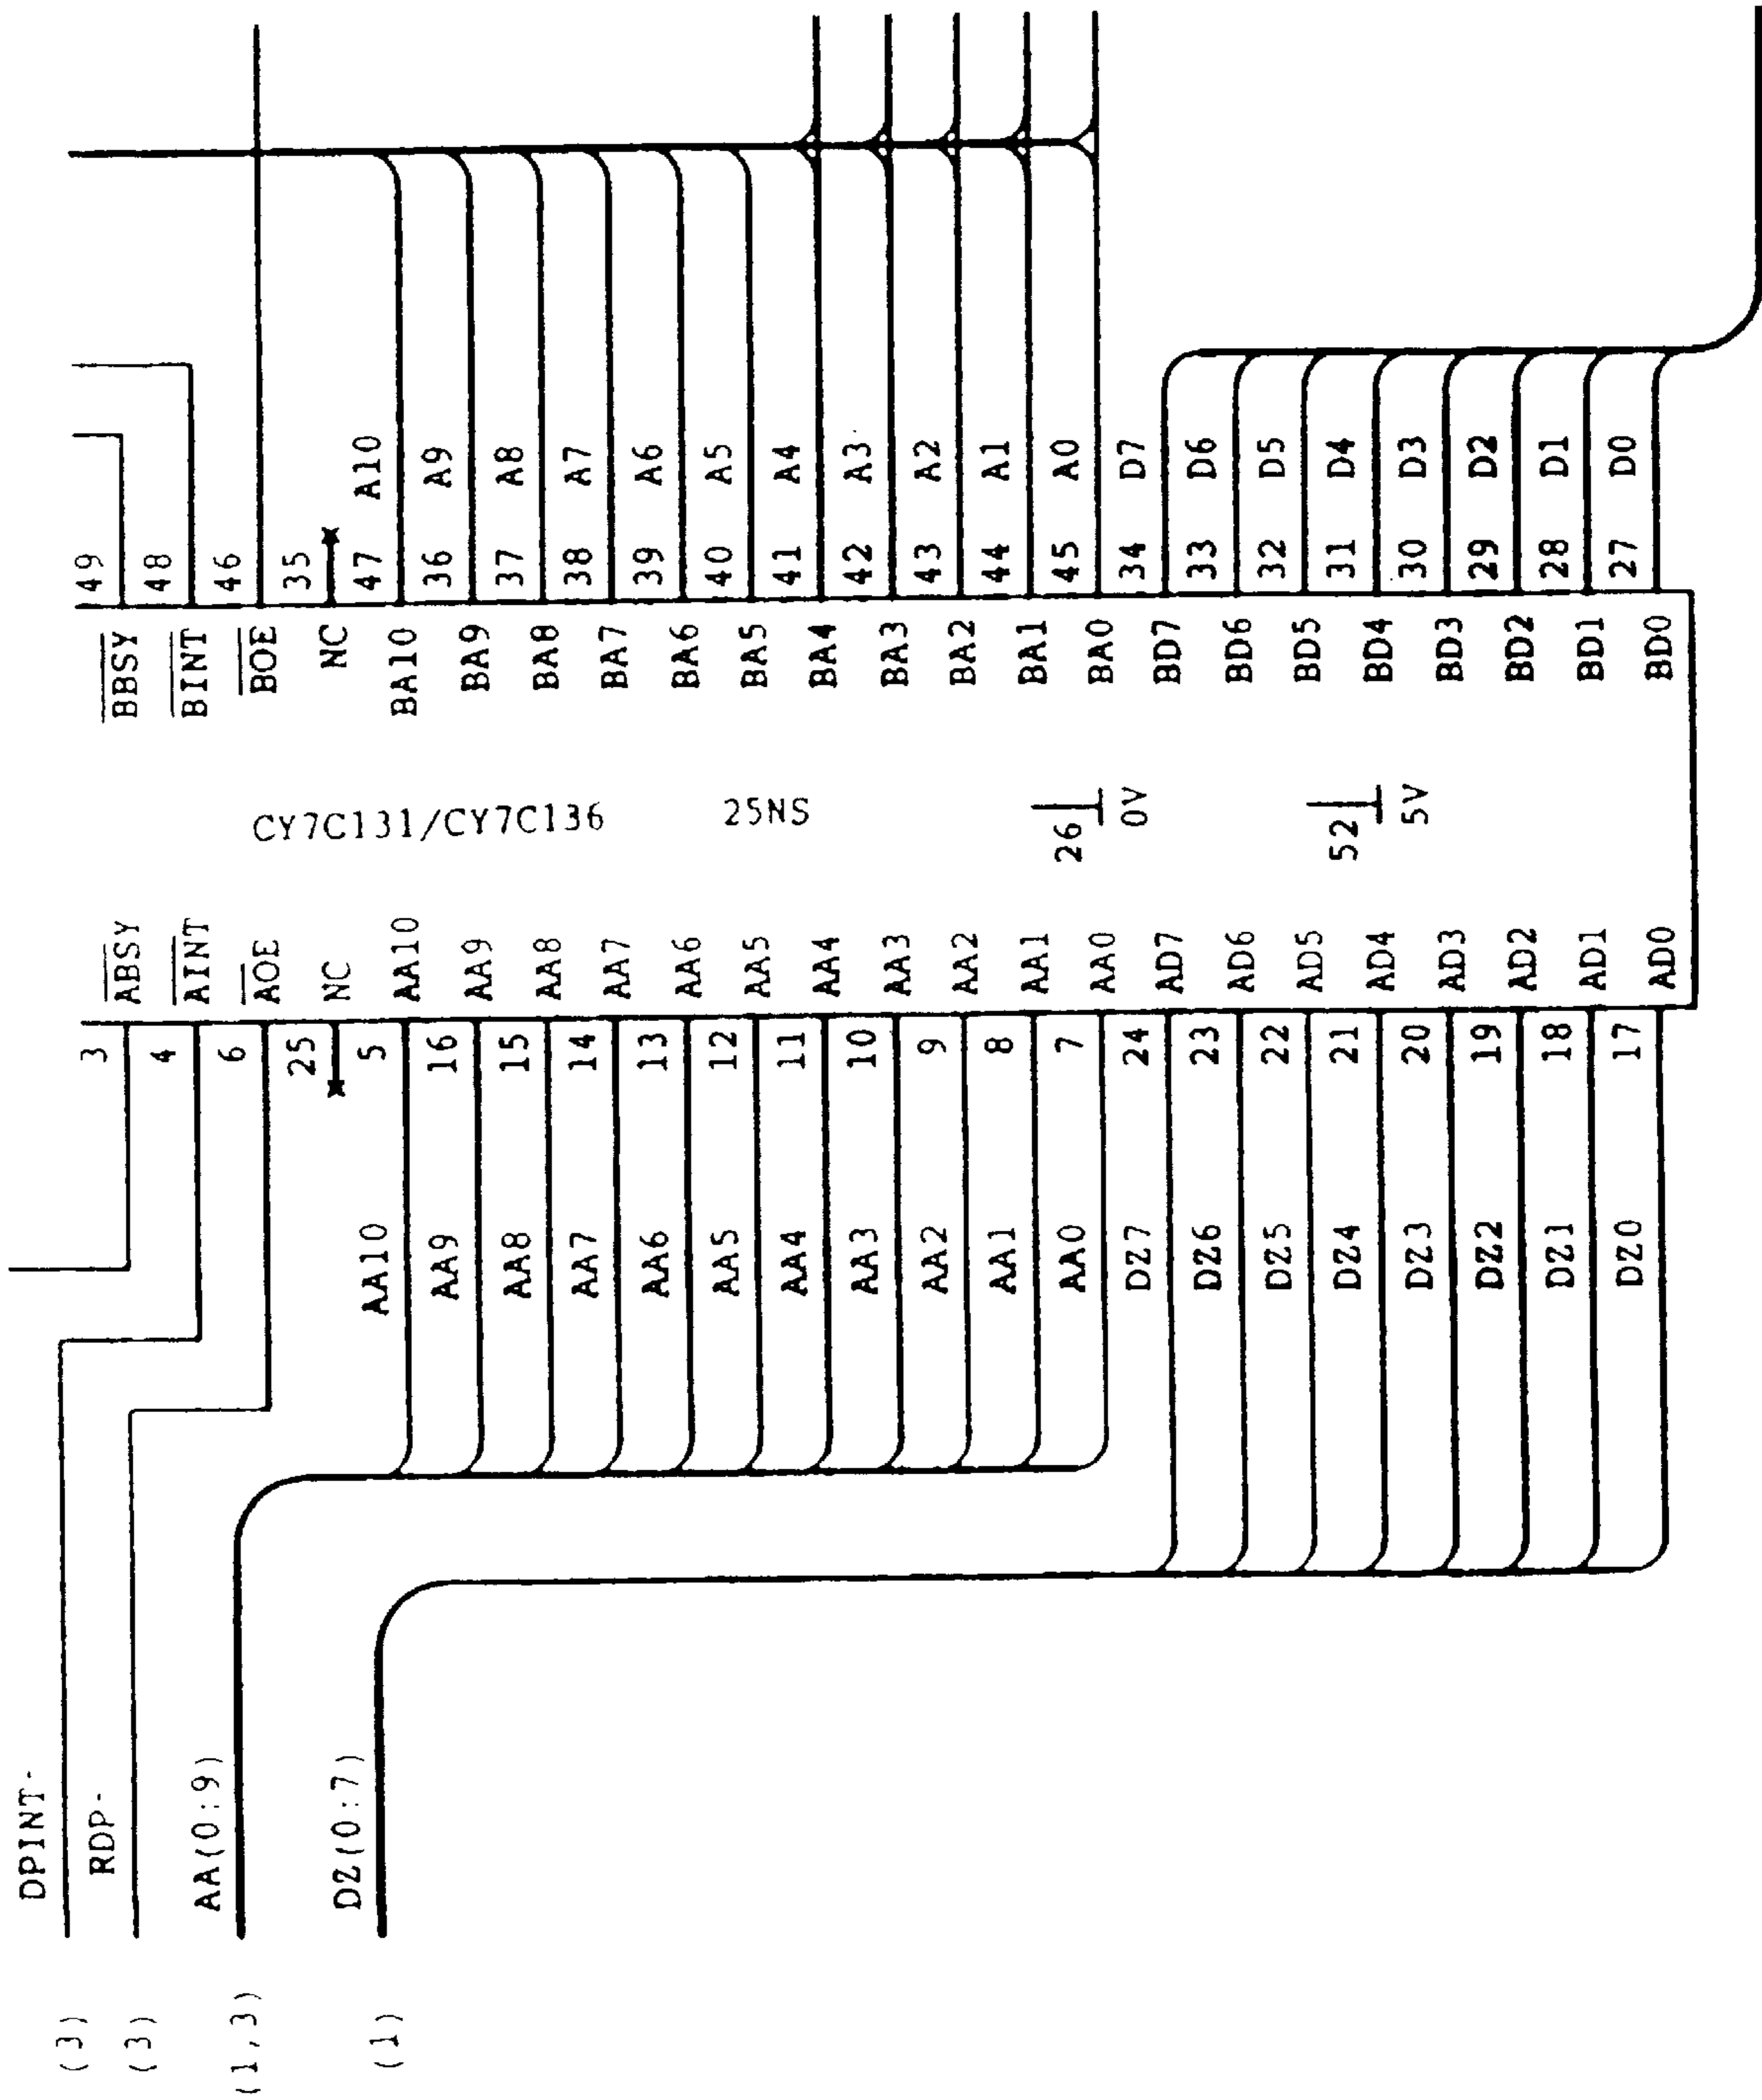 (3) DPINT-
(3) RDP-
(1,3) AA(0:9)
(1) DZ(0:7)
CY7C131/CY7C136 25NS
3 ABSY BBSY 49
4 AINT BINT 48
6 AOE BOE 46
25 NC NC 35
AA10 5 AA10 BA10 47 A10
AA9 16 AA9 BA9 36 A9
AA8 15 AA8 BA8 37 A8
AA7 14 AA7 BA7 38 A7
AA6 13 AA6 BA6 39 A6
AA5 12 AA5 BA5 40 A5
AA4 11 AA4 BA4 41 A4
AA3 10 AA3 BA3 42 A3
AA2 9 AA2 BA2 43 A2
AA1 8 AA1 BA1 44 A1
AA0 7 AA0 BA0 45 A0
DZ7 24 AD7 BD7 34 D7
DZ6 23 AD6 BD6 33 D6
DZ5 22 AD5 BD5 32 D5
DZ4 21 AD4 BD4 31 D4
DZ3 20 AD3 BD3 30 D3
DZ2 19 AD2 BD2 29 D2
DZ1 18 AD1 BD1 28 D1
DZ0 17 AD0 BD0 27 D0
26 0V
52 5V